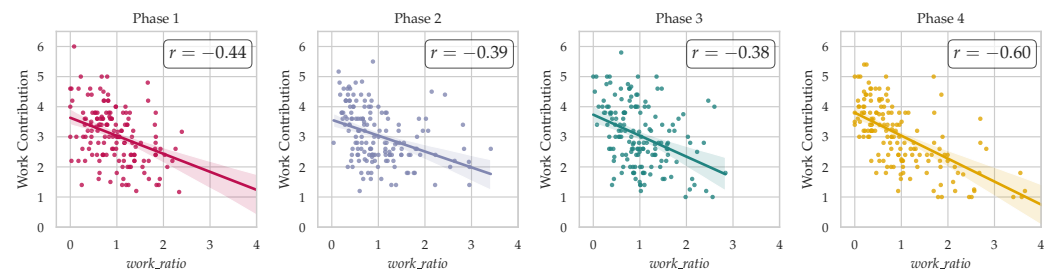 Phase 1
r = −0.44
Work Contribution
6
5
4
3
2
1
0
0 1 2 3 4
work_ratio
Phase 2
r = −0.39
Work Contribution
6
5
4
3
2
1
0
0 1 2 3 4
work_ratio
Phase 3
r = −0.38
Work Contribution
6
5
4
3
2
1
0
0 1 2 3 4
work_ratio
Phase 4
r = −0.60
Work Contribution
6
5
4
3
2
1
0
0 1 2 3 4
work_ratio